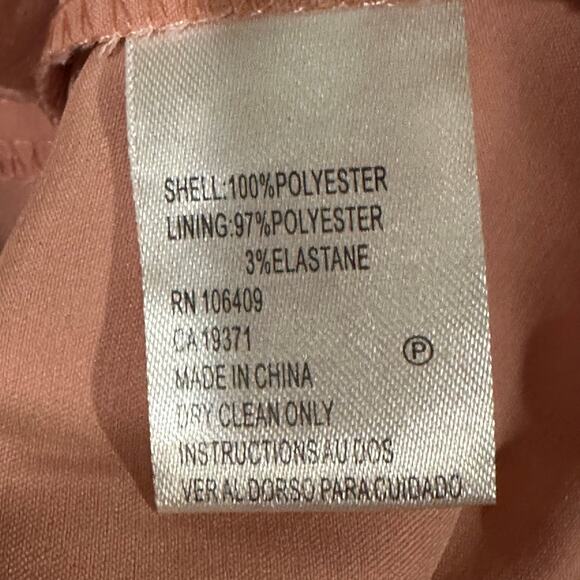 SHELL:100%POLYESTER
LINING:97%POLYESTER
3%ELASTANE
RN 106409
CA 19371
P
MADE IN CHINA
DRY CLEAN ONLY
INSTRUCTIONS AU DOS
VER AL DORSO PARA CUIDADO